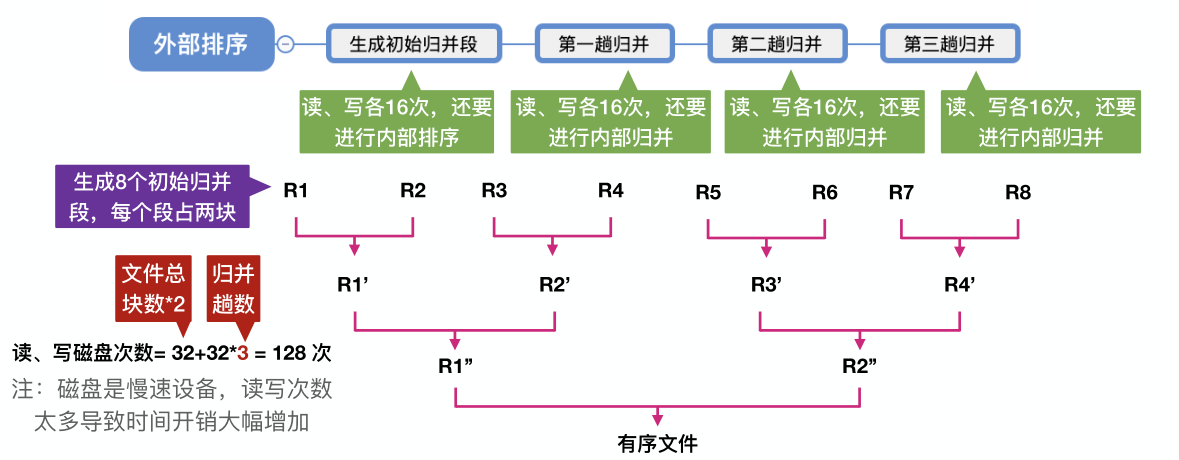 外部排序
生成初始归并段
第一趟归并
第二趟归并
第三趟归并
读、写各16次，还要
进行内部排序
读、写各16次，还要
进行内部归并
读、写各16次，还要
进行内部归并
读、写各16次，还要
进行内部归并
生成8个初始归并
段，每个段占两块
R1
R2
R3
R4
R5
R6
R7
R8
R1’
R2’
R3’
R4’
文件总
块数*2
归并
趟数
读、写磁盘次数= 32+32*3 = 128 次
注：磁盘是慢速设备，读写次数
太多导致时间开销大幅增加
R1”
R2”
有序文件